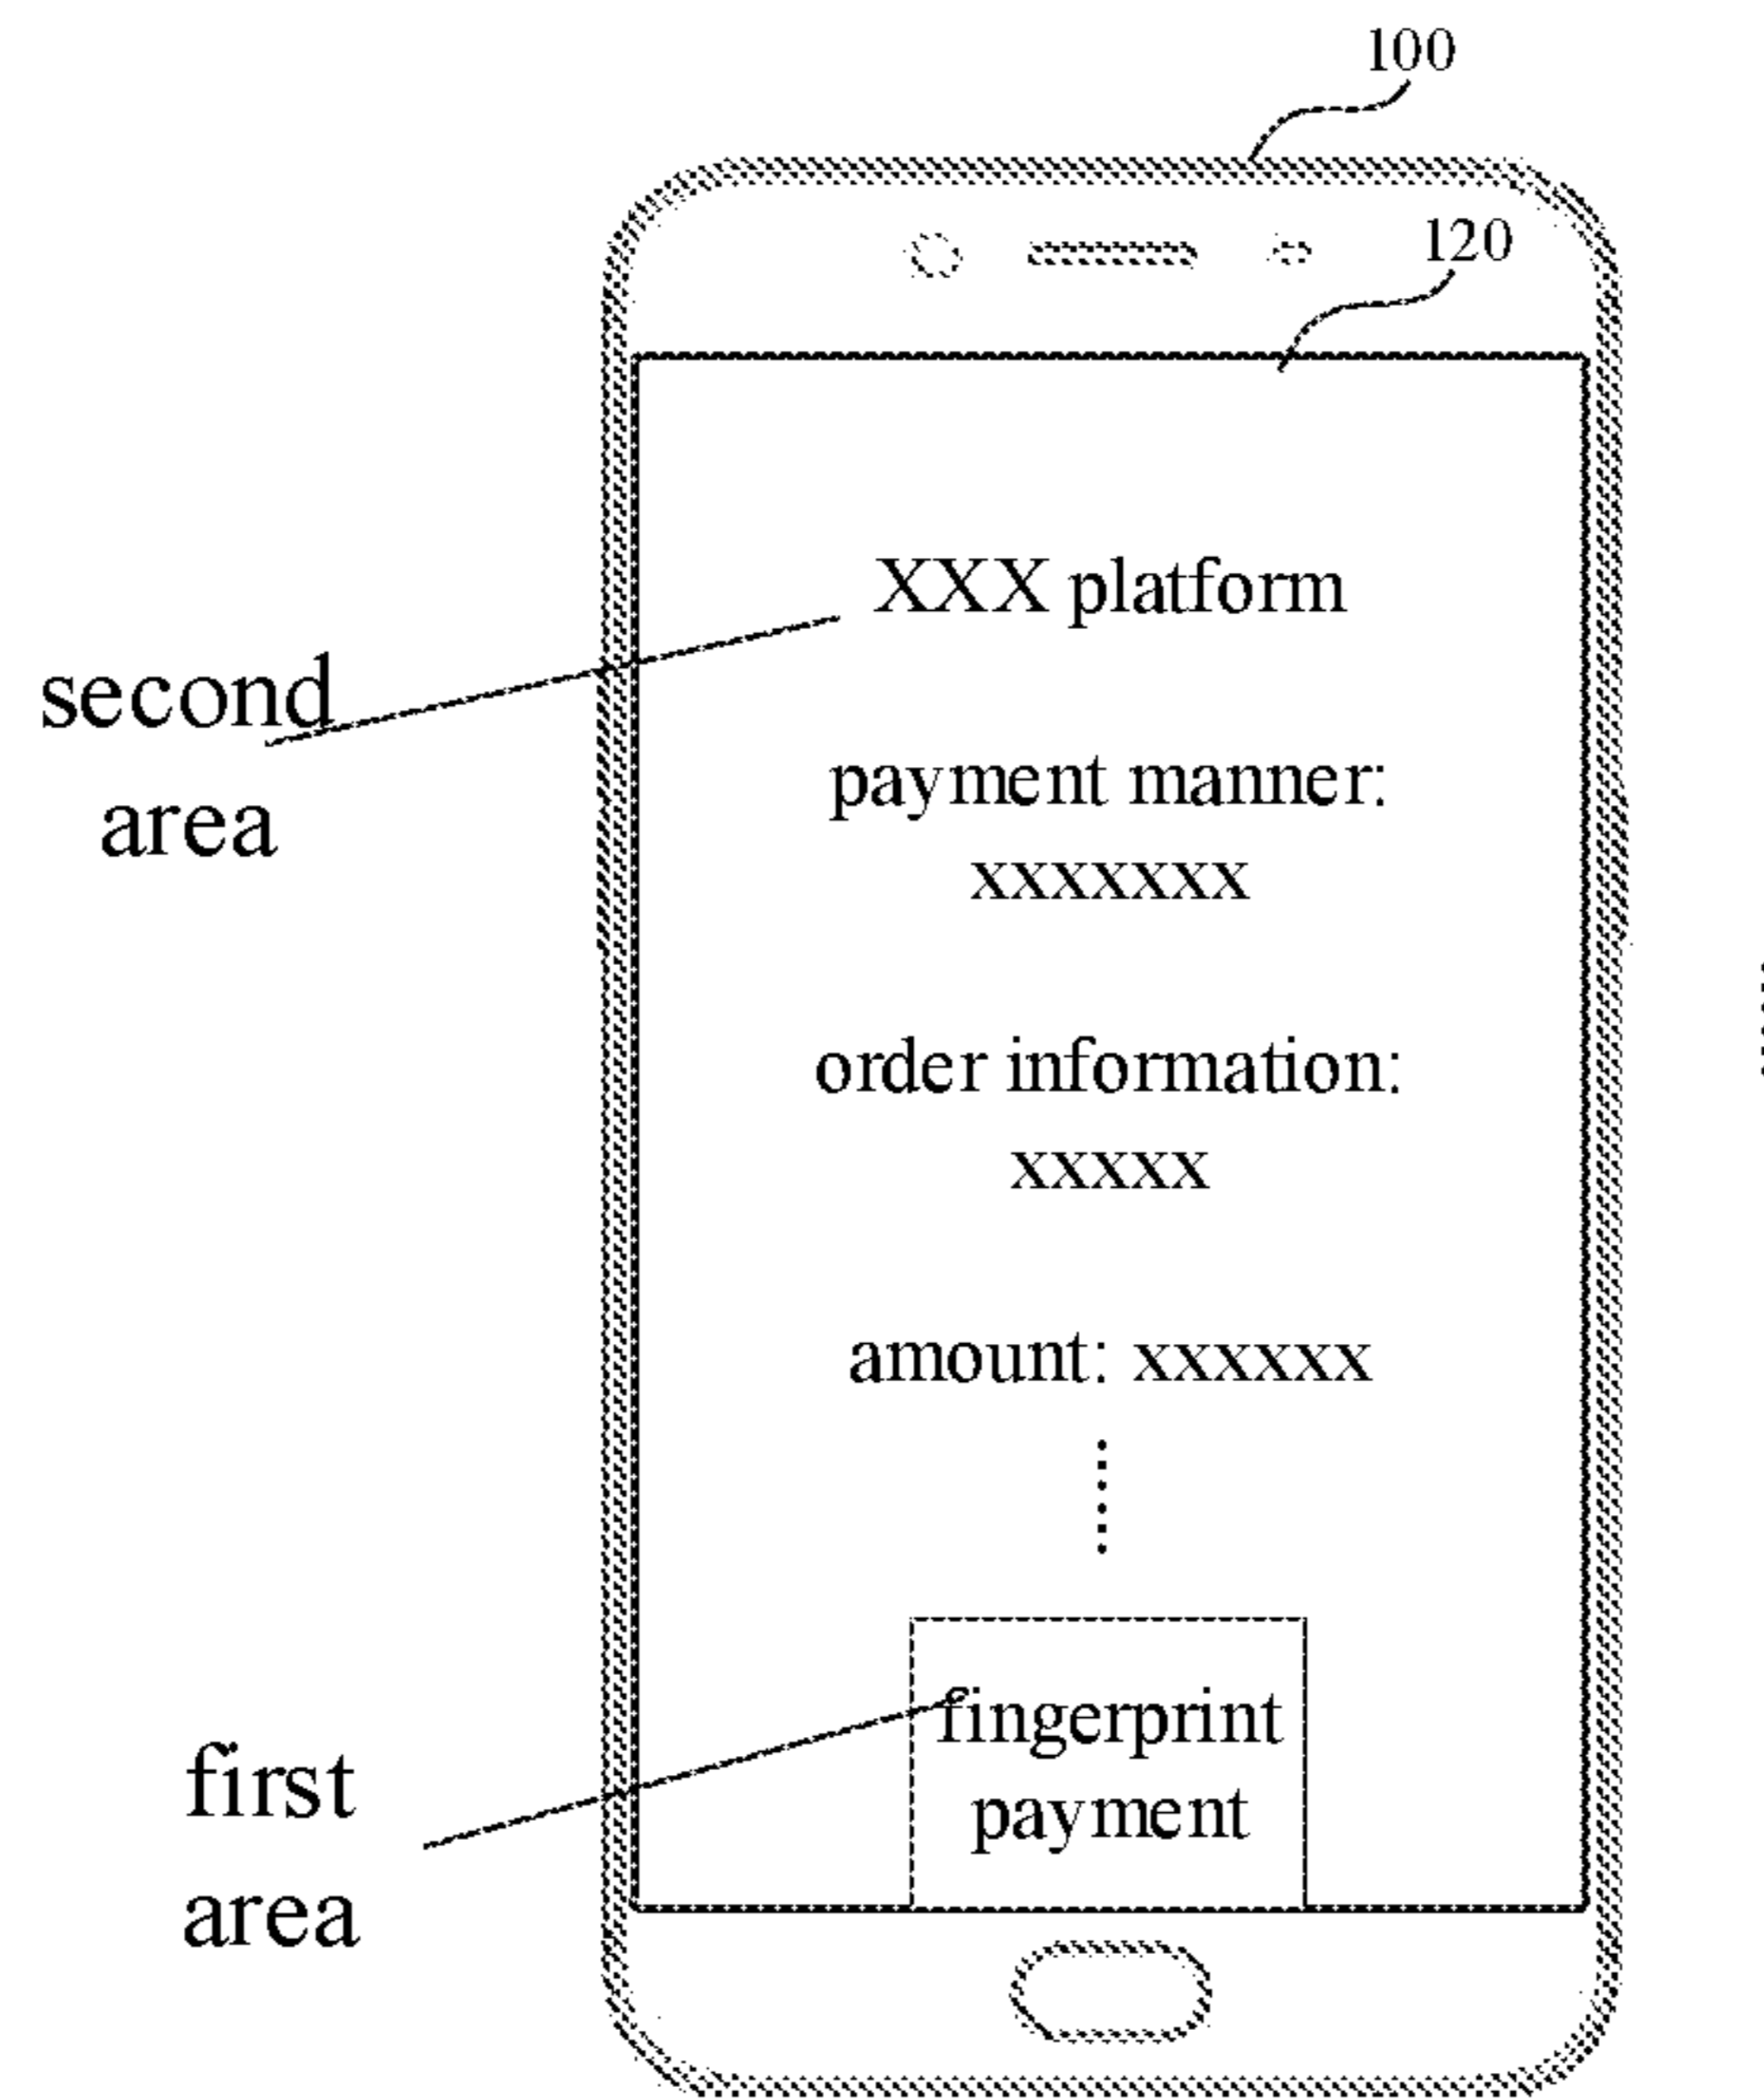 100
120
XXX platform
second
area
payment manner:
xxxxxxx
order information:
xxxxx
amount: xxxxxx
fingerprint
payment
first
area